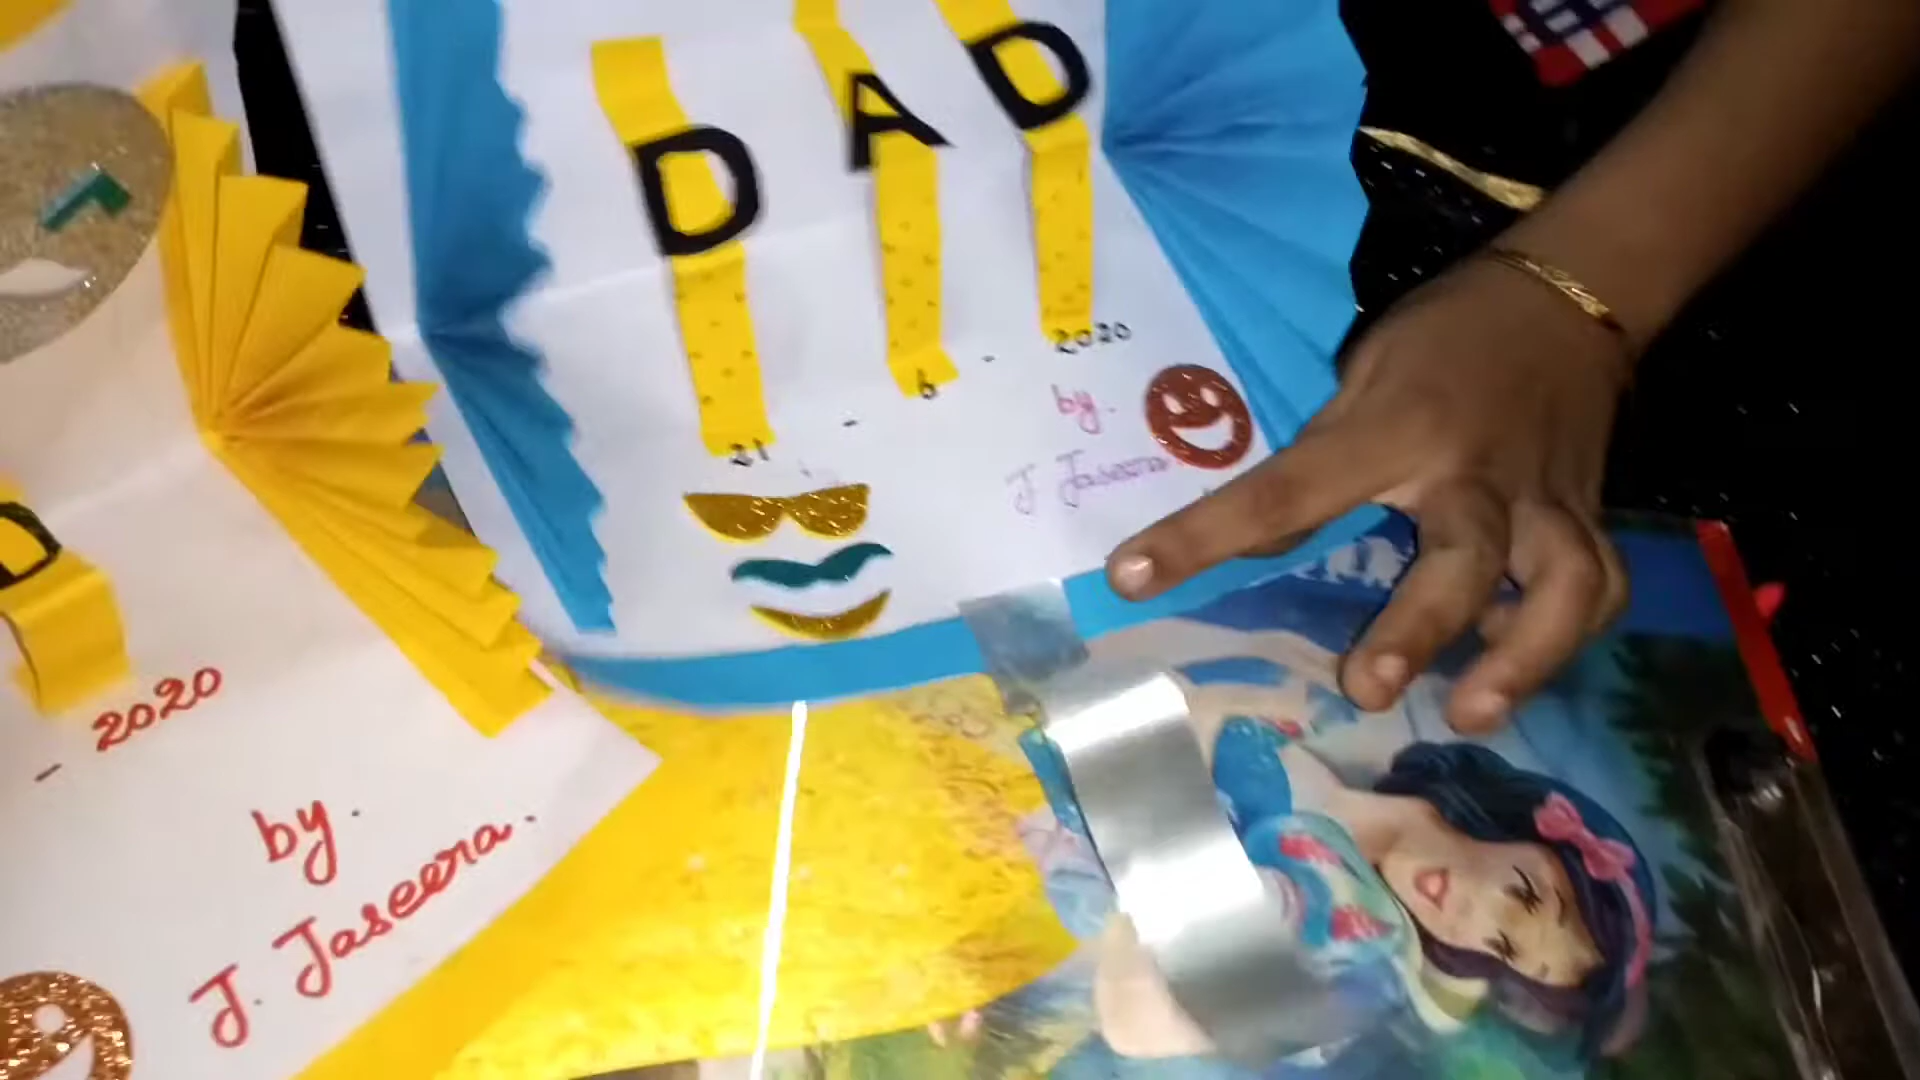 DAD
21 - 6 - 2020
by.
J Jaseera
D
- 2020
by.
J. Jaseera.